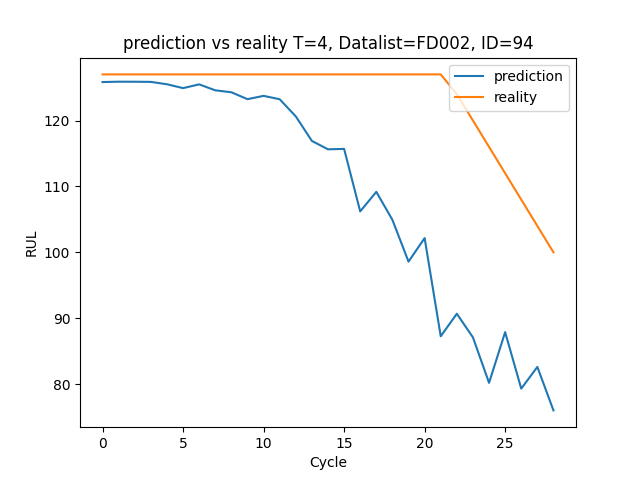 prediction vs reality T=4, Datalist=FD002, ID=94
prediction
reality
120
110
100
90
80
RUL
0 5 10 15 20 25
Cycle